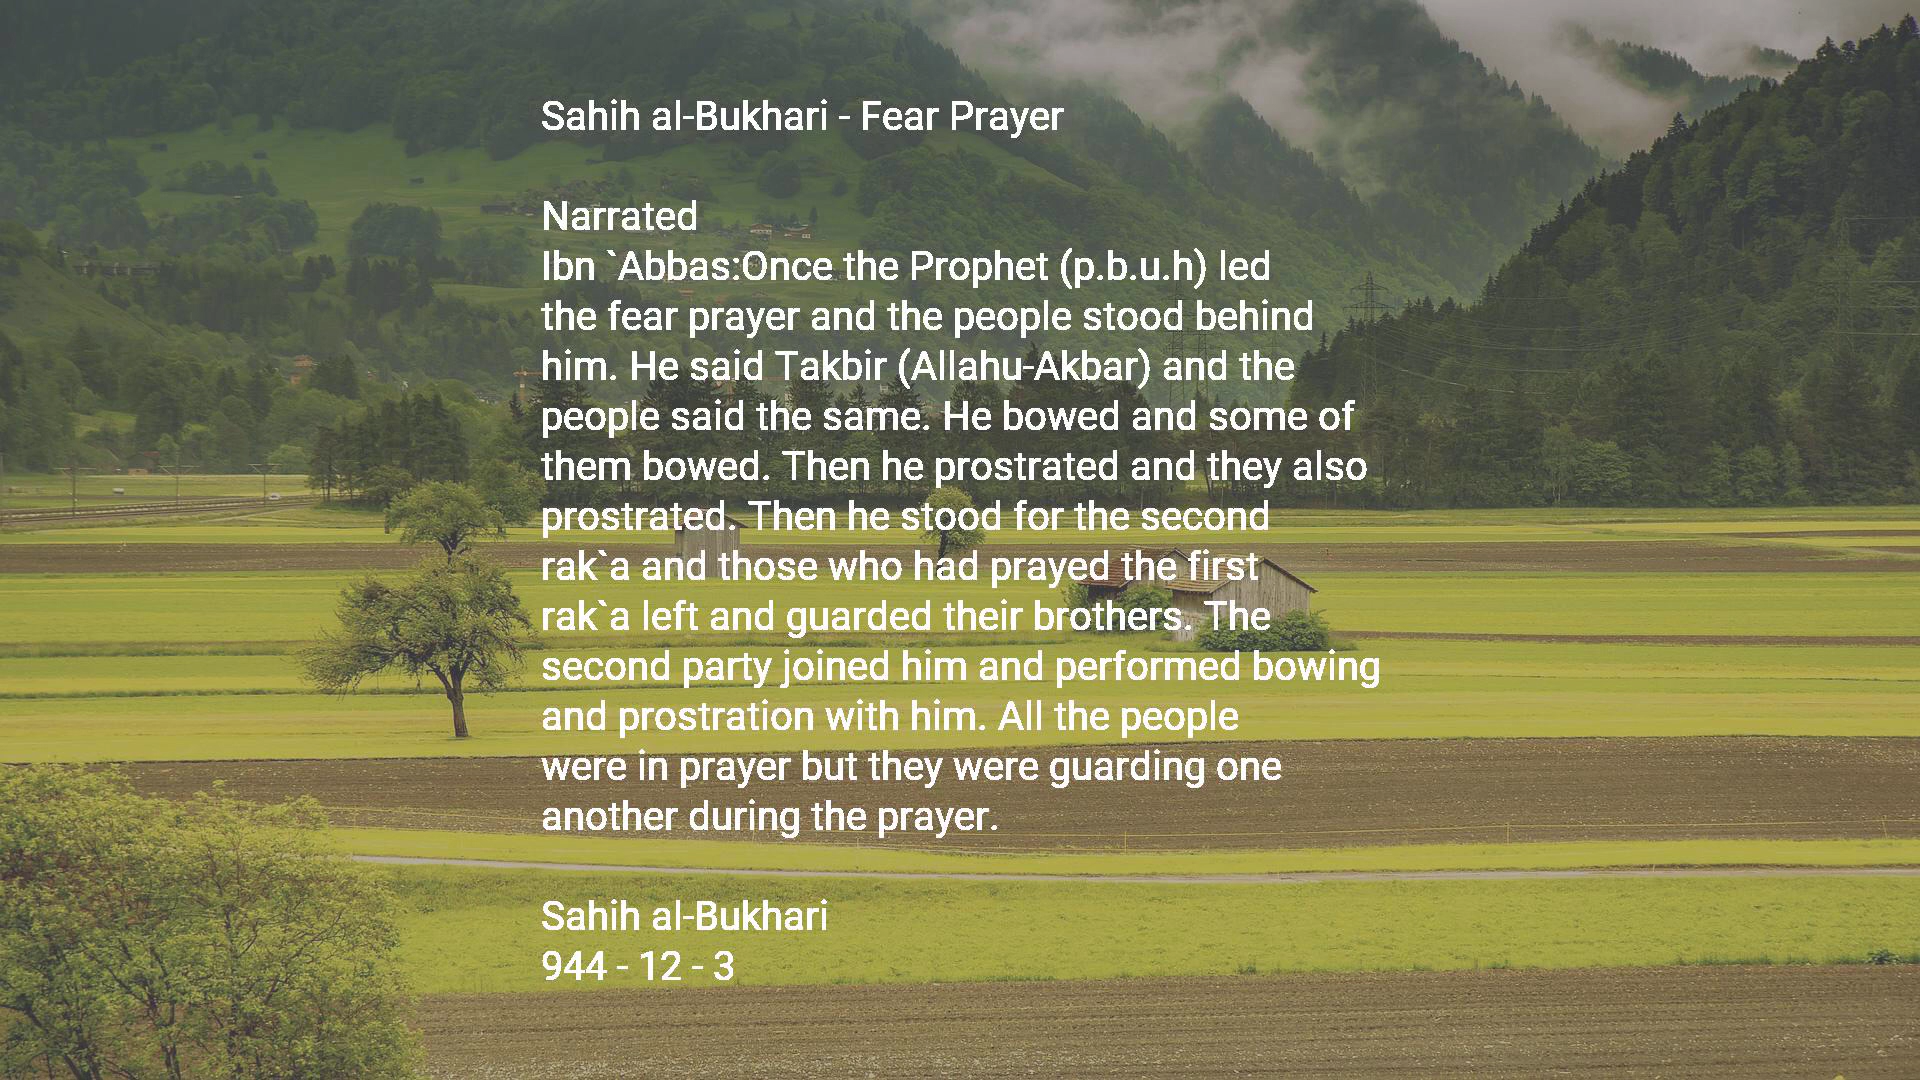 Sahih al-Bukhari - Fear Prayer
Narrated
Ibn `Abbas:Once the Prophet (p.b.u.h) led
the fear prayer and the people stood behind
him. He said Takbir (Allahu-Akbar) and the
people said the same. He bowed and some of
them bowed. Then he prostrated and they also
prostrated. Then he stood for the second
rak`a and those who had prayed the first
rak`a left and guarded their brothers. The
second party joined him and performed bowing
and prostration with him. All the people
were in prayer but they were guarding one
another during the prayer.
Sahih al-Bukhari
944 - 12 - 3